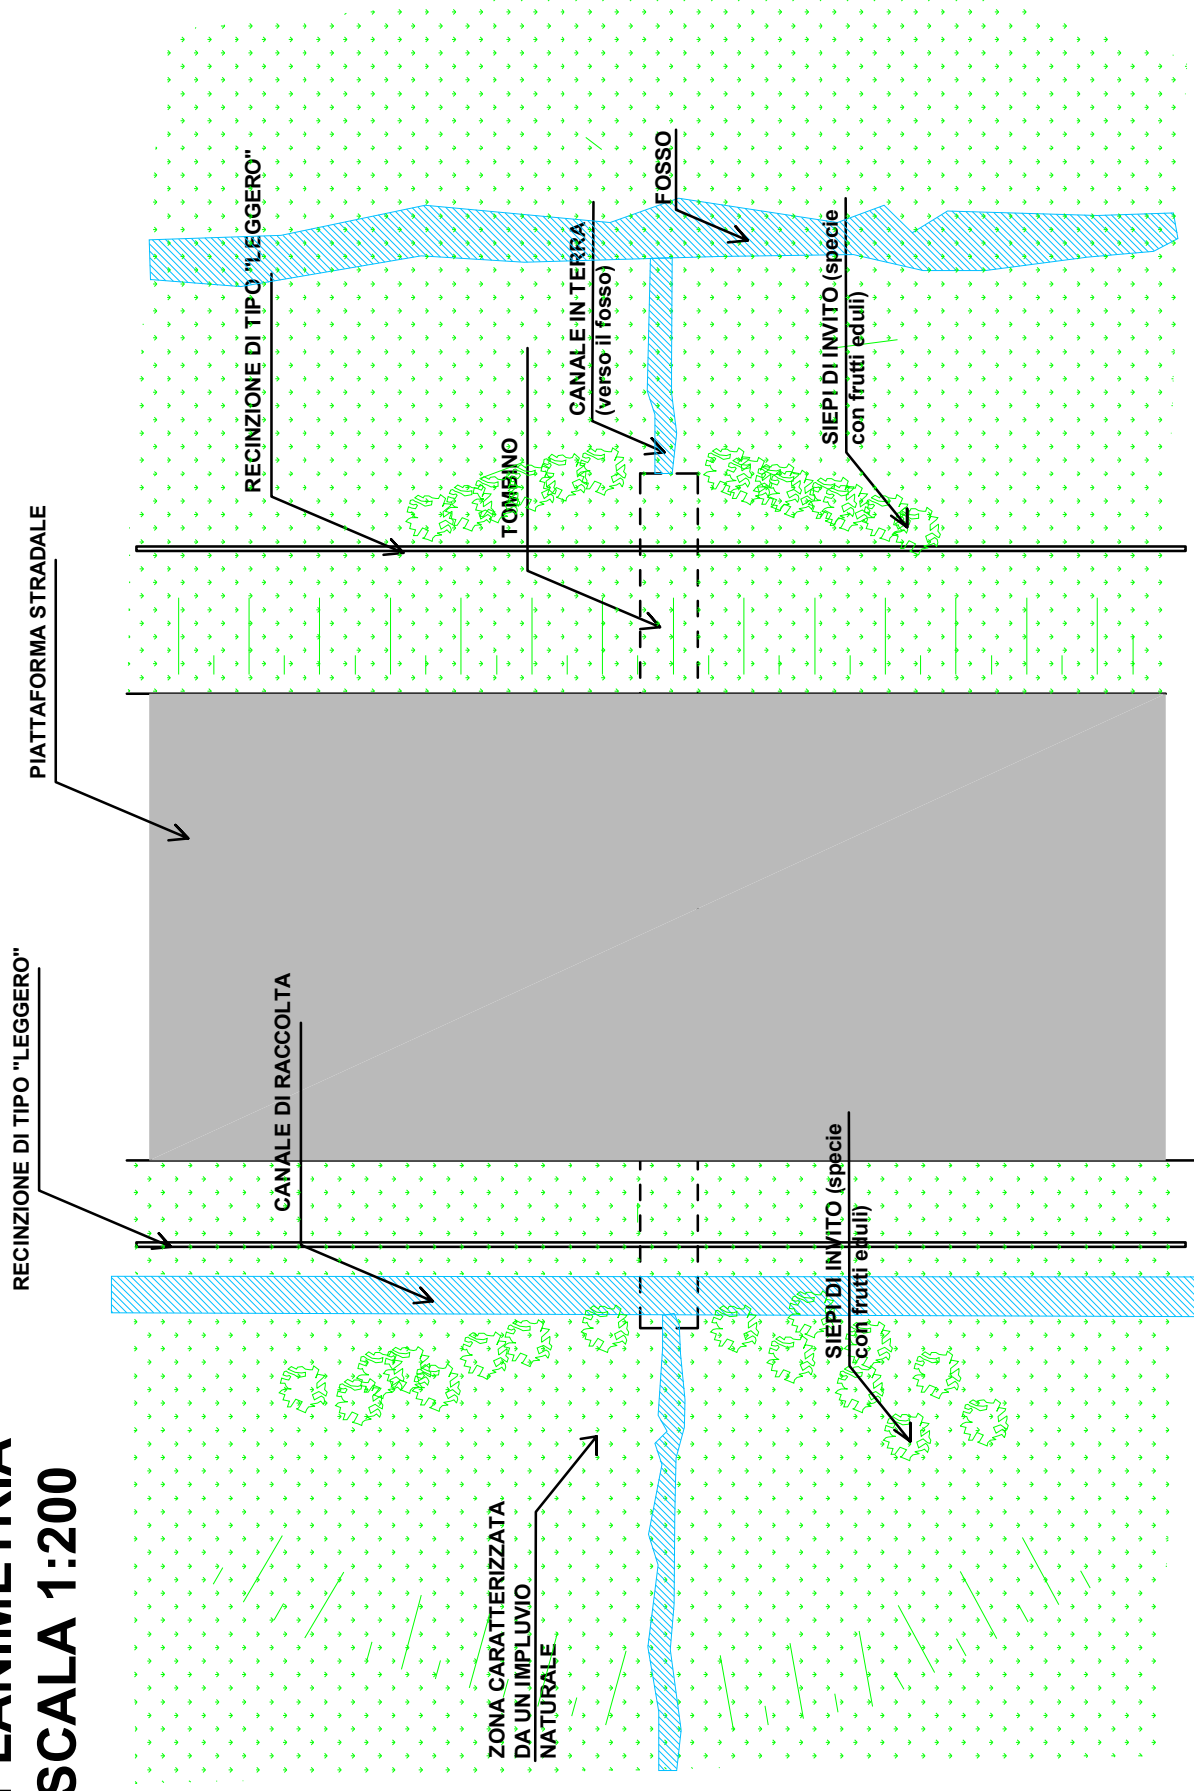 PLANIMETRIA
SCALA 1:200
RECINZIONE DI TIPO "LEGGERO"
PIATTAFORMA STRADALE
RECINZIONE DI TIPO "LEGGERO"
CANALE DI RACCOLTA
ZONA CARATTERIZZATA
DA UN IMPLUVIO
NATURALE
TOMBINO
CANALE IN TERRA
(verso il fosso)
FOSSO
SIEPI DI INVITO (specie
con frutti eduli)
SIEPI DI INVITO (specie
con frutti eduli)